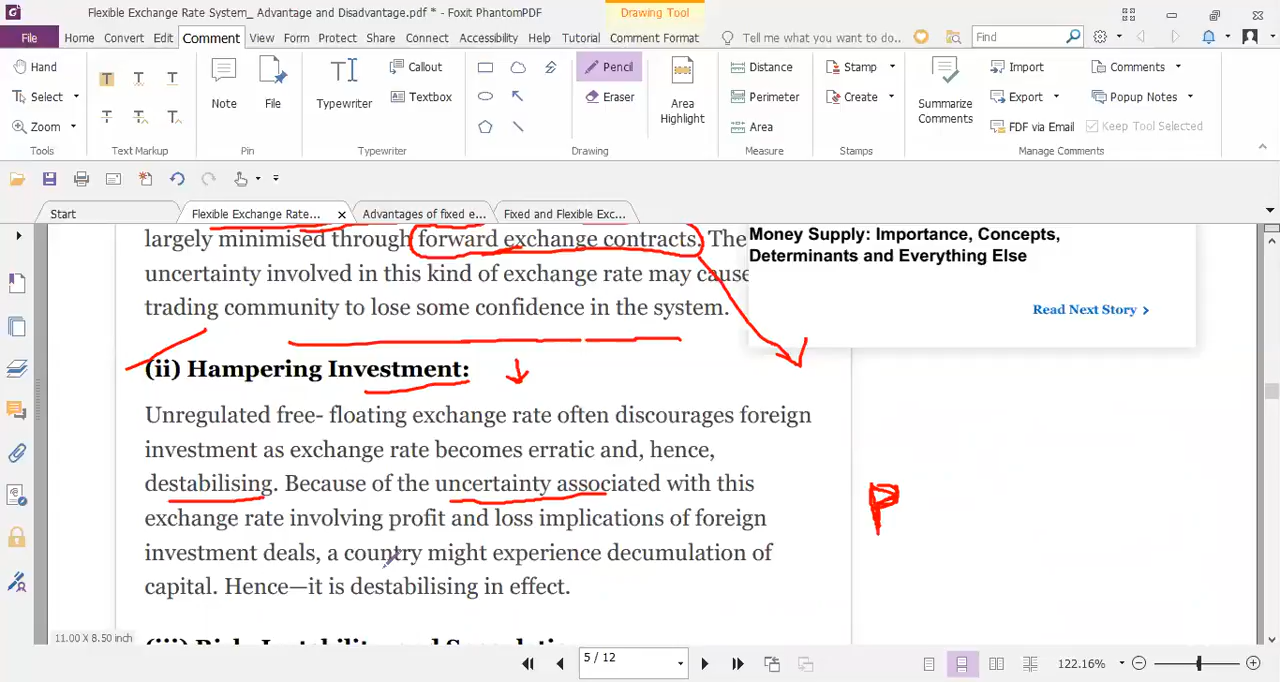 Flexible Exchange Rate System_ Advantage and Disadvantage.pdf * - Foxit PhantomPDF
Drawing Tool
File Home Convert Edit Comment View Form Protect Share Connect Accessibility Help Tutorial Comment Format Tell me what you want to do.. Find
Hand
Select
Zoom
Tools
T T T
T T T
Text Markup
Note
File
Pin
Typewriter
Callout
Textbox
Typewriter
Pencil
Eraser
Drawing
Area
Highlight
Distance
Perimeter
Area
Measure
Stamp
Create
Stamps
Summarize
Comments
Import
Export
FDF via Email
Comments
Popup Notes
Keep Tool Selected
Manage Comments
Start Flexible Exchange Rate... x Advantages of fixed e... Fixed and Flexible Exc...
largely minimised through forward exchange contracts. The
uncertainty involved in this kind of exchange rate may cause
trading community to lose some confidence in the system.
Money Supply: Importance, Concepts,
Determinants and Everything Else
Read Next Story >
(ii) Hampering Investment:
Unregulated free- floating exchange rate often discourages foreign
investment as exchange rate becomes erratic and, hence,
destabilising. Because of the uncertainty associated with this
exchange rate involving profit and loss implications of foreign
investment deals, a country might experience decumulation of
capital. Hence—it is destabilising in effect.
P
11.00 x 8.50 inch
5 / 12
122.16%